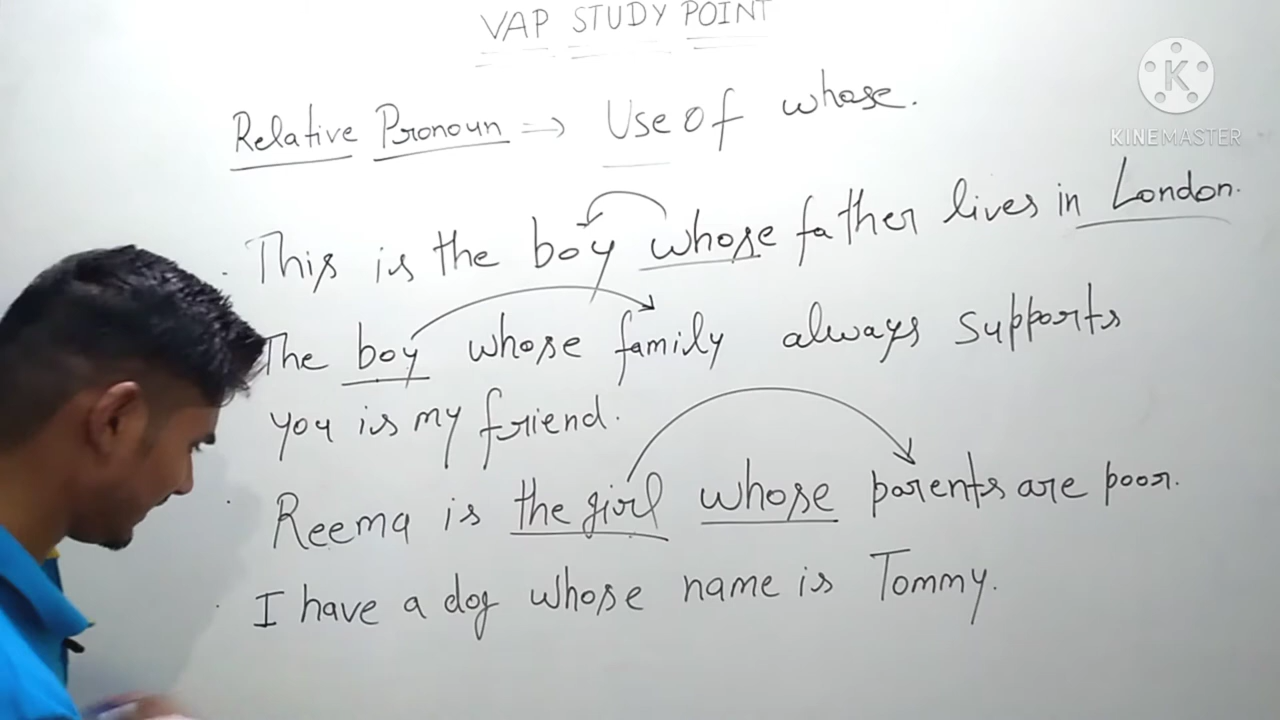 VAP STUDY POINT
KINEMASTER
Relative Pronoun => Use of whose.
This is the boy whose father lives in London.
The boy whose family always supports
you is my friend.
Reema is the girl whose parents are poor.
I have a dog whose name is Tommy.